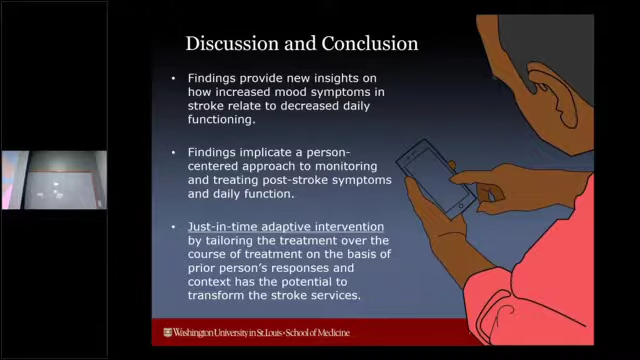 Discussion and Conclusion
• Findings provide new insights on
how increased mood symptoms in
stroke relate to decreased daily
functioning.
• Findings implicate a person-
centered approach to monitoring
and treating post-stroke symptoms
and daily function.
• Just-in-time adaptive intervention
by tailoring the treatment over the
course of treatment on the basis of
prior person's responses and
context has the potential to
transform the stroke services.
Washington University in St. Louis • School of Medicine